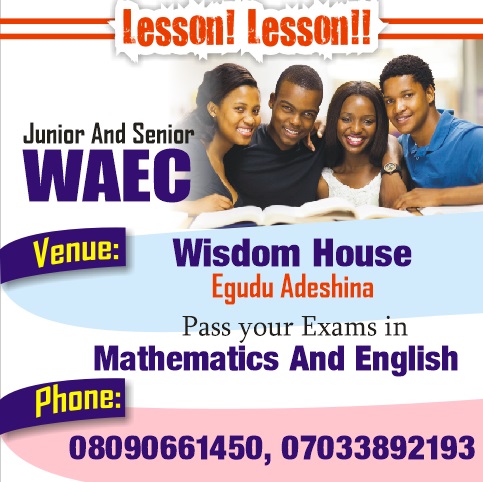 Lesson! Lesson!!
Junior And Senior
WAEC
Venue:
Wisdom House
Egudu Adeshina
Pass your Exams in
Mathematics And English
Phone:
08090661450, 07033892193